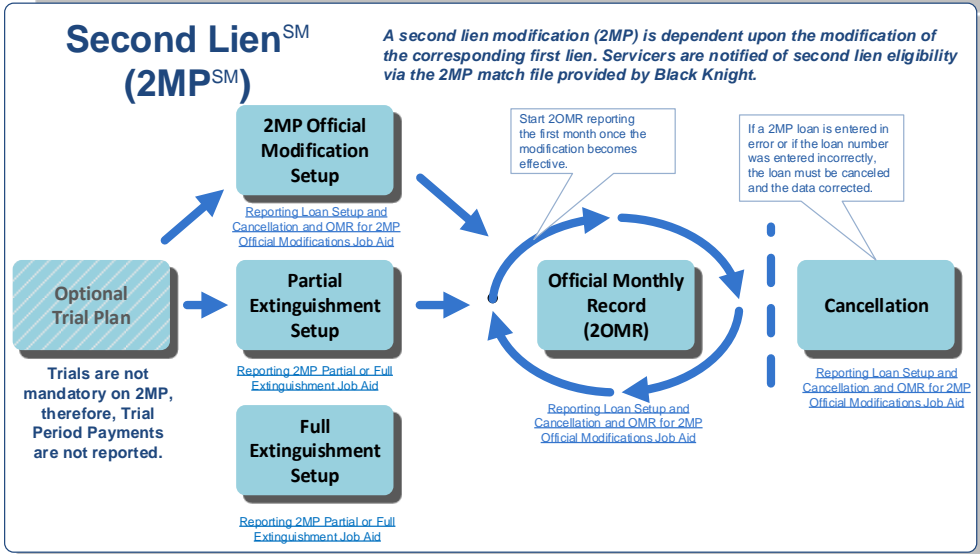 Second Lien℠
(2MP℠)
A second lien modification (2MP) is dependent upon the modification of
the corresponding first lien. Servicers are notified of second lien eligibility
via the 2MP match file provided by Black Knight.
2MP Official
Modification
Setup
Reporting Loan Setup and
Cancellation and OMR for 2MP
Official Modifications Job Aid
Start 2OMR reporting
the first month once the
modification becomes
effective.
If a 2MP loan is entered in
error or if the loan number
was entered incorrectly,
the loan must be canceled
and the data corrected.
Optional
Trial Plan
Trials are not
mandatory on 2MP,
therefore, Trial
Period Payments
are not reported.
Partial
Extinguishment
Setup
Reporting 2MP Partial or Full
Extinguishment Job Aid
Official Monthly
Record
(2OMR)
Reporting Loan Setup and
Cancellation and OMR for 2MP
Official Modifications Job Aid
Cancellation
Reporting Loan Setup and
Cancellation and OMR for 2MP
Official Modifications Job Aid
Full
Extinguishment
Setup
Reporting 2MP Partial or Full
Extinguishment Job Aid